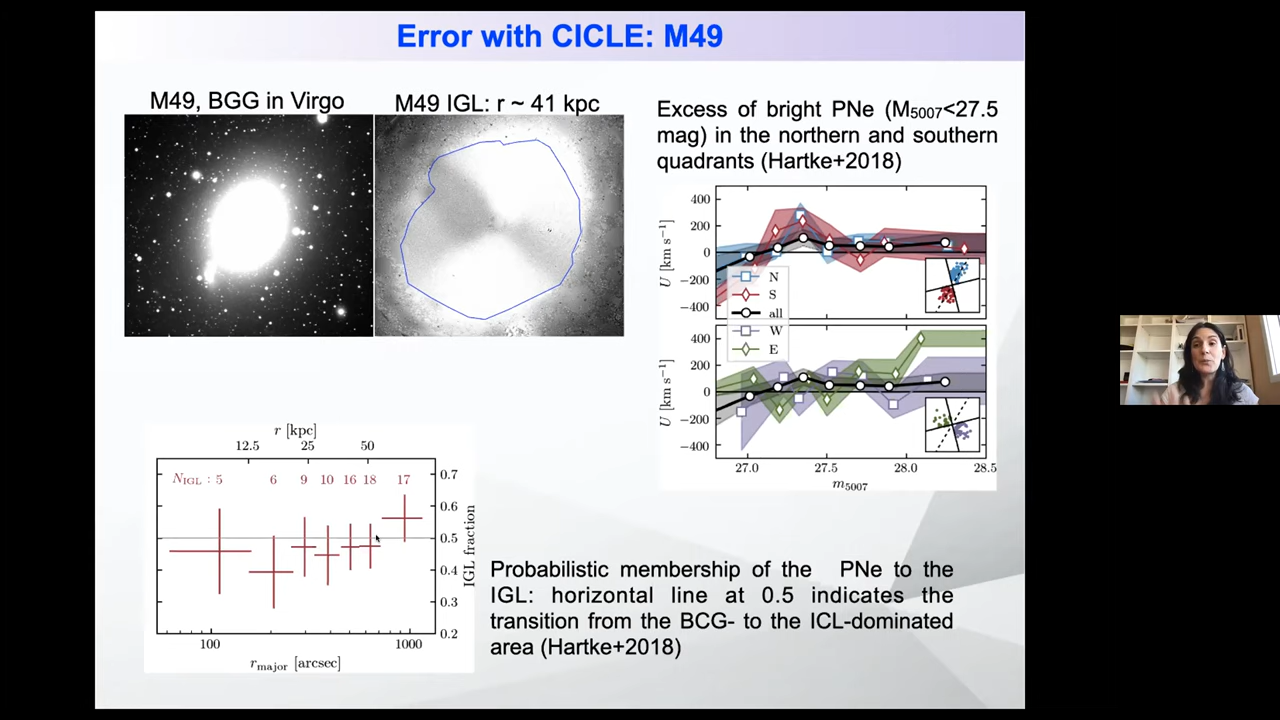 Error with CICLE: M49
M49, BGG in Virgo
M49 IGL: r ~ 41 kpc
Excess of bright PNe (M5007<27.5
mag) in the northern and southern
quadrants (Hartke+2018)
400
200
0
−200
−400
U [km s−1]
N
S
all
W
E
400
200
0
−200
−400
U [km s−1]
27.0 27.5 28.0 28.5
m5007
r [kpc]
12.5 25 50
NIGL : 5 6 9 10 16 18 17
0.7
0.6
0.5
0.4
0.3
0.2
IGL fraction
100 1000
rmajor [arcsec]
Probabilistic membership of the PNe to the
IGL: horizontal line at 0.5 indicates the
transition from the BCG- to the ICL-dominated
area (Hartke+2018)